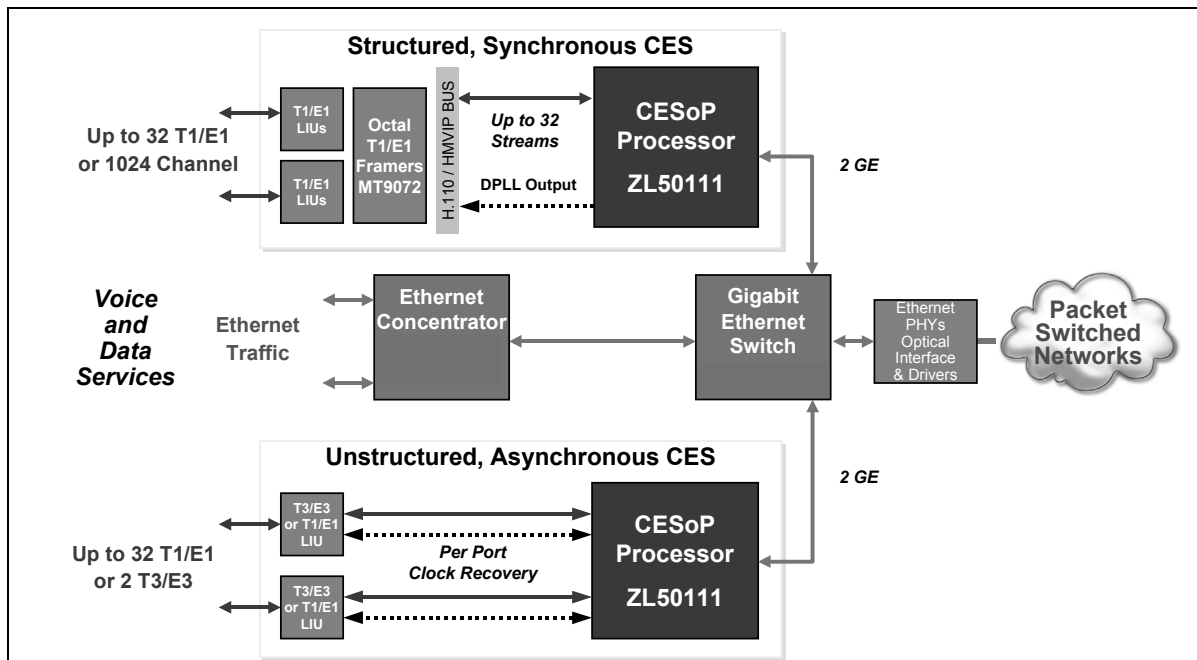 Structured, Synchronous CES
Up to 32 T1/E1
or 1024 Channel
T1/E1
LIUs
T1/E1
LIUs
Octal
T1/E1
Framers
MT9072
H.110 / HMVIP BUS
Up to 32
Streams
DPLL Output
CESoP
Processor
ZL50111
2 GE
Voice
and
Data
Services
Ethernet
Traffic
Ethernet
Concentrator
Gigabit
Ethernet
Switch
Ethernet
PHYs
Optical
Interface
& Drivers
Packet
Switched
Networks
Unstructured, Asynchronous CES
2 GE
Up to 32 T1/E1
or 2 T3/E3
T3/E3
or T1/E1
LIU
T3/E3
or T1/E1
LIU
Per Port
Clock Recovery
CESoP
Processor
ZL50111